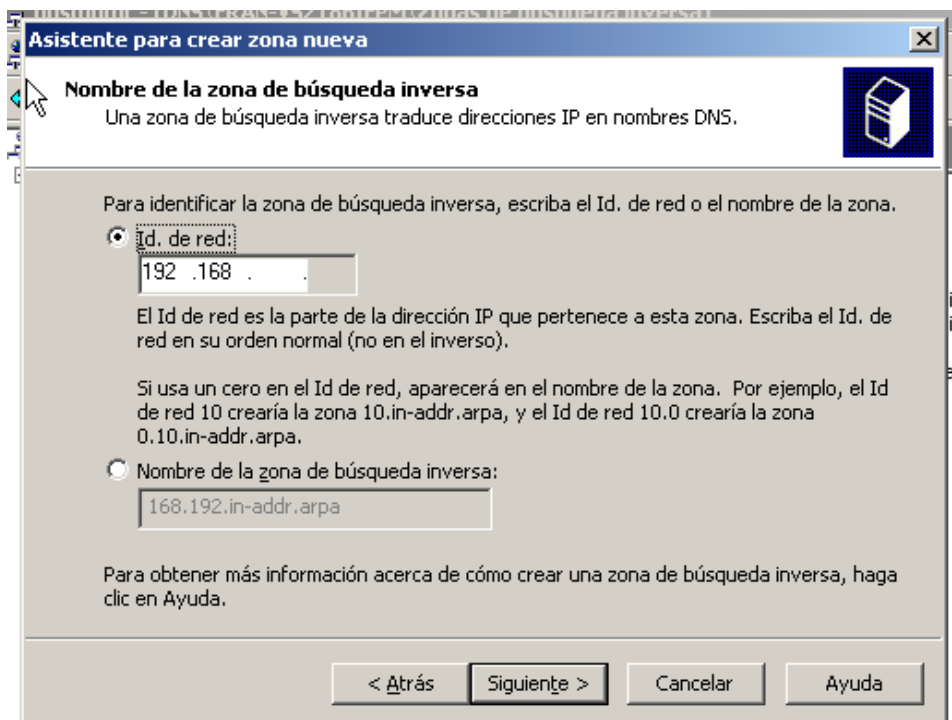 Asistente para crear zona nueva
Nombre de la zona de búsqueda inversa
Una zona de búsqueda inversa traduce direcciones IP en nombres DNS.
Para identificar la zona de búsqueda inversa, escriba el Id. de red o el nombre de la zona.
Id. de red:
192 .168 . .
El Id de red es la parte de la dirección IP que pertenece a esta zona. Escriba el Id. de
red en su orden normal (no en el inverso).
Si usa un cero en el Id de red, aparecerá en el nombre de la zona. Por ejemplo, el Id
de red 10 crearía la zona 10.in-addr.arpa, y el Id de red 10.0 crearía la zona
0.10.in-addr.arpa.
Nombre de la zona de búsqueda inversa:
168.192.in-addr.arpa
Para obtener más información acerca de cómo crear una zona de búsqueda inversa, haga
clic en Ayuda.
< Atrás Siguiente > Cancelar Ayuda